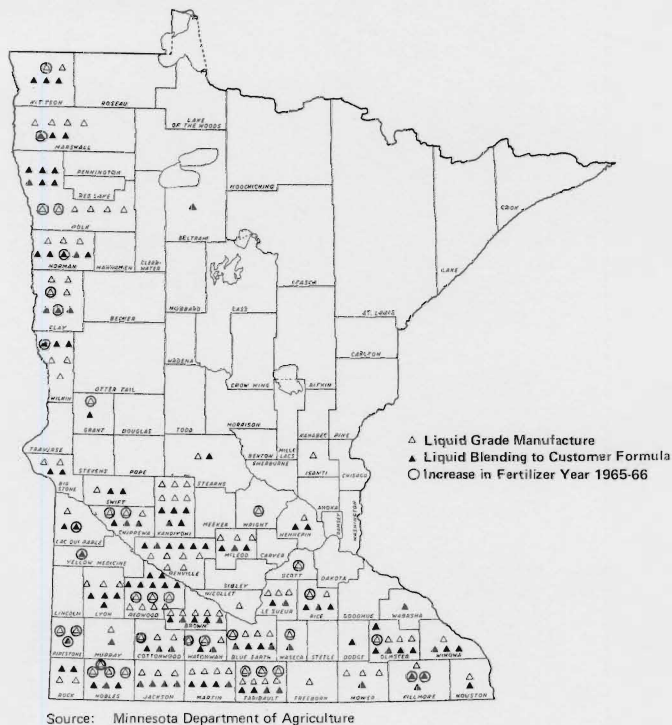 KITTSON
ROSEAU
LAKE
OF THE WOODS
MARSHALL
PENNINGTON
RED LAKE
POLK
KOOCHICHING
BELTRAMI
COOK
LAKE
NORMAN
MAHNOMEN
CLEAR-
WATER
ITASCA
HUBBARD
CASS
CLAY
BECKER
ST. LOUIS
WADENA
CARLTON
CROW WING
AITKIN
WILKIN
OTTER TAIL
GRANT
DOUGLAS
TODD
MORRISON
KANABEC
PINE
MILLE
LACS
BENTON
SHERBURNE
ISANTI
CHISAGO
TRAVERSE
STEVENS
POPE
STEARNS
BIG
STONE
SWIFT
ANOKA
RAMSEY
WASHINGTON
CHIPPEWA
KANDIYOHI
MEEKER
WRIGHT
HENNEPIN
LAC QUI PARLE
MCLEOD
CARVER
YELLOW MEDICINE
RENVILLE
SCOTT
DAKOTA
SIBLEY
NICOLLET
LINCOLN
LYON
REDWOOD
BROWN
LE SUEUR
RICE
GOODHUE
WABASHA
PIPESTONE
MURRAY
COTTONWOOD
WATONWAN
BLUE EARTH
WASECA
STEELE
DODGE
OLMSTED
WINONA
ROCK
NOBLES
JACKSON
MARTIN
FARIBAULT
FREEBORN
MOWER
FILLMORE
HOUSTON
△ Liquid Grade Manufacture
▲ Liquid Blending to Customer Formula
○ Increase in Fertilizer Year 1965-66
Source: Minnesota Department of Agriculture